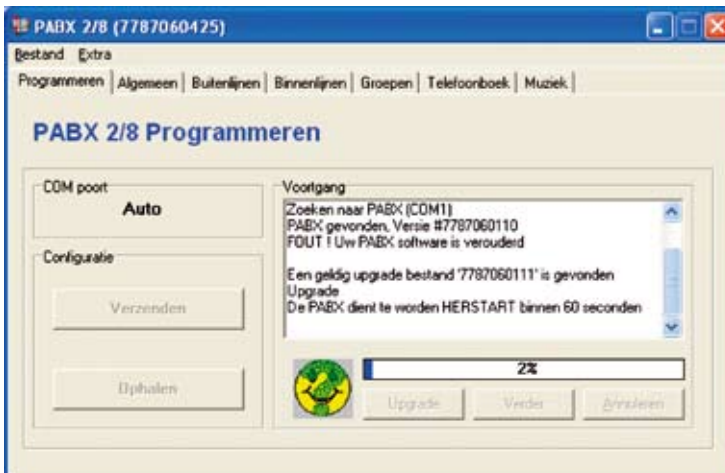 PABX 2/8 (7787060425)
Bestand Extra
Programmeren Algemeen Buitenlijnen Binnenlijnen Groepen Telefoonboek Muziek
PABX 2/8 Programmeren
COM poort
Auto
Configuratie
Verzenden
Ophalen
Voortgang
Zoeken naar PABX (COM1)
PABX gevonden, Versie #7787060110
FOUT ! Uw PABX software is verouderd
Een geldig upgrade bestand '7787060111' is gevonden
Upgrade
De PABX dient te worden HERSTART binnen 60 seconden
2%
Upgrade Verder Annuleren